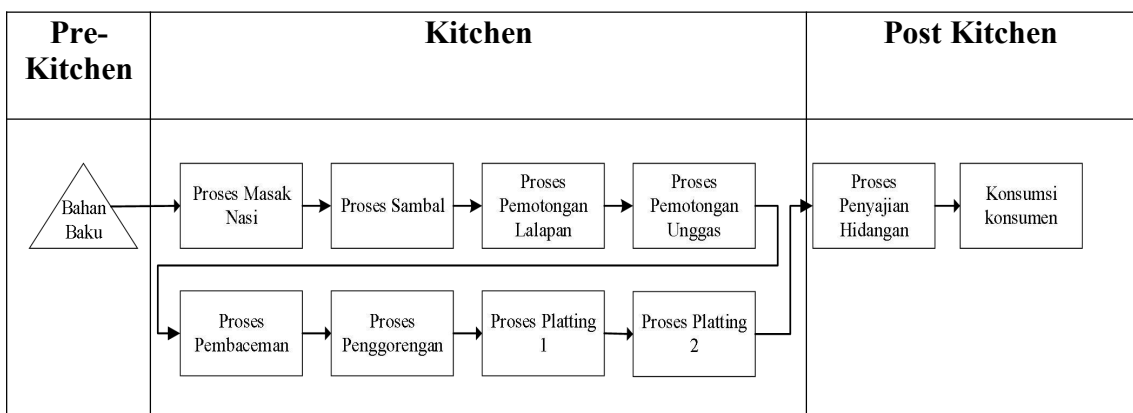 Pre-
Kitchen
Kitchen
Post Kitchen
Bahan
Baku
Proses Masak
Nasi
Proses Sambal
Proses
Pemotongan
Lalapan
Proses
Pemotongan
Unggas
Proses
Penyajian
Hidangan
Konsumsi
konsumen
Proses
Pembaceman
Proses
Penggorengan
Proses Platting
1
Proses Platting
2